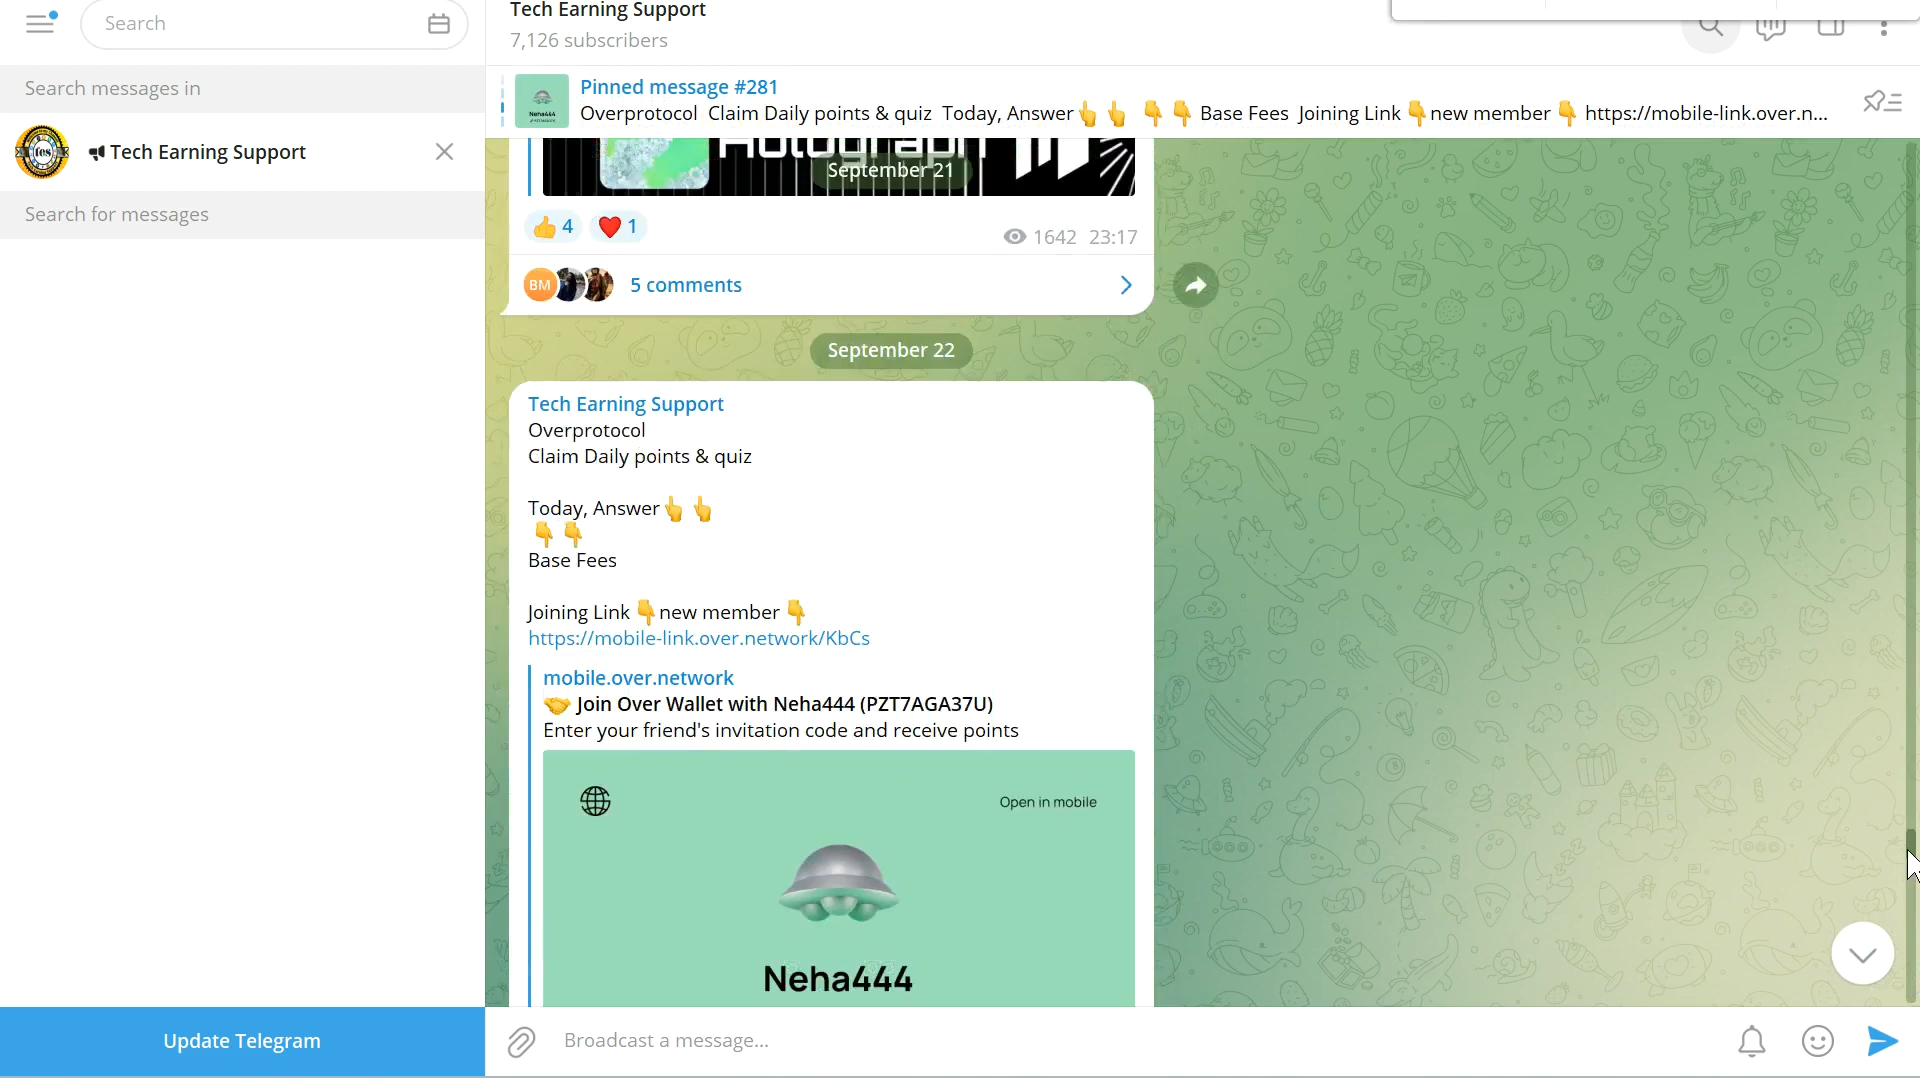 Search
Search messages in
Tech Earning Support
Search for messages
Update Telegram
Tech Earning Support
7,126 subscribers
Pinned message #281
Overprotocol Claim Daily points & quiz Today, Answer👆👆 👇👇 Base Fees Joining Link 👇new member 👇 https://mobile-link.over.n...
Holograph
September 21
👍 4 ❤️ 1
1642 23:17
BM
5 comments
September 22
Tech Earning Support
Overprotocol
Claim Daily points & quiz
Today, Answer👆👆
👇👇
Base Fees
Joining Link 👇new member 👇
https://mobile-link.over.network/KbCs
mobile.over.network
🤝 Join Over Wallet with Neha444 (PZT7AGA37U)
Enter your friend's invitation code and receive points
Open in mobile
Neha444
Broadcast a message...